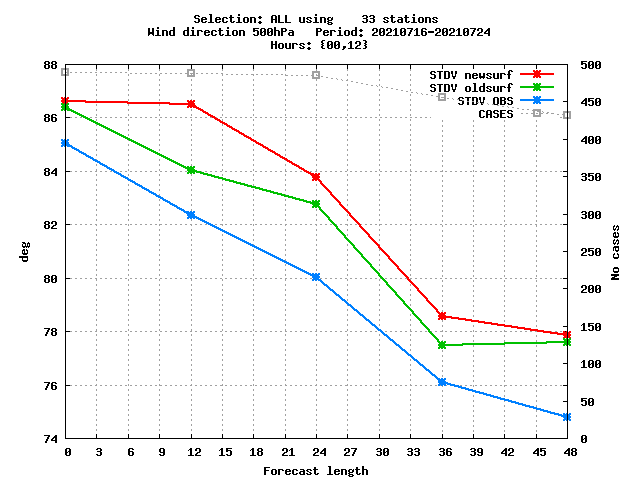 Selection: ALL using    33 stations
Wind direction 500hPa   Period: 20210716-20210724
Hours: {00,12}
88 500
STDV newsurf
STDV oldsurf
STDV OBS
CASES
86 450
400
84 350
82 300
deg No cases
250
80 200
78 150
100
76 50
74 0
0 3 6 9 12 15 18 21 24 27 30 33 36 39 42 45 48
Forecast length